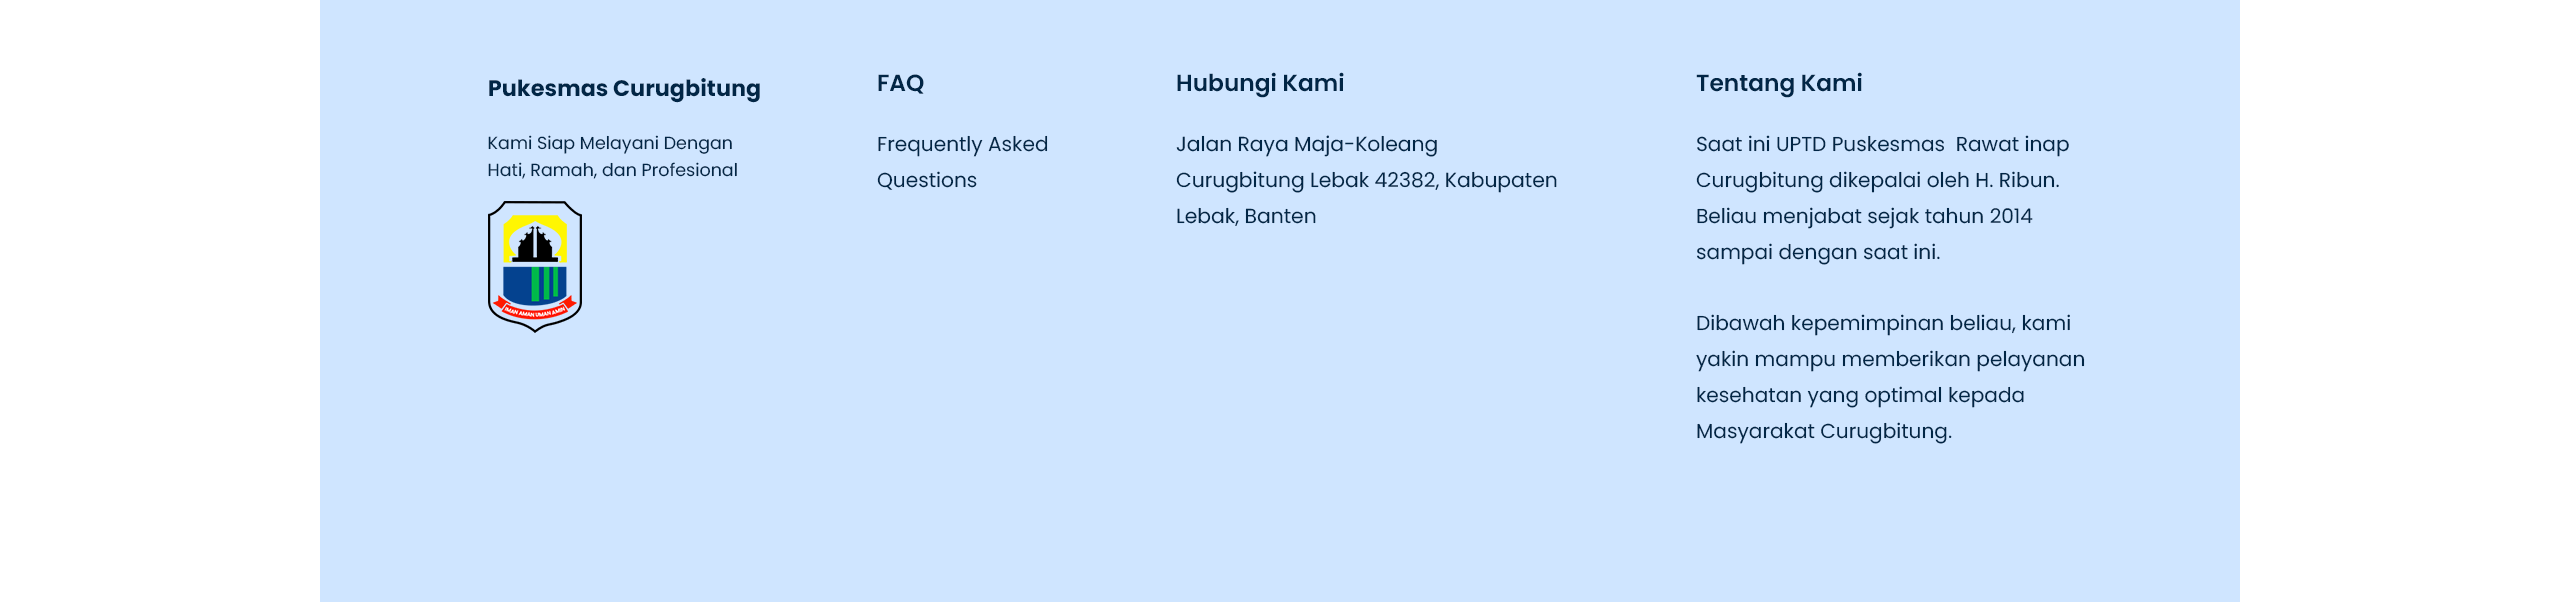 Pukesmas Curugbitung
Kami Siap Melayani Dengan
Hati, Ramah, dan Profesional
IMAN AMAN UMAN AMIN
FAQ
Frequently Asked
Questions
Hubungi Kami
Jalan Raya Maja-Koleang
Curugbitung Lebak 42382, Kabupaten
Lebak, Banten
Tentang Kami
Saat ini UPTD Puskesmas  Rawat inap
Curugbitung dikepalai oleh H. Ribun.
Beliau menjabat sejak tahun 2014
sampai dengan saat ini.
Dibawah kepemimpinan beliau, kami
yakin mampu memberikan pelayanan
kesehatan yang optimal kepada
Masyarakat Curugbitung.